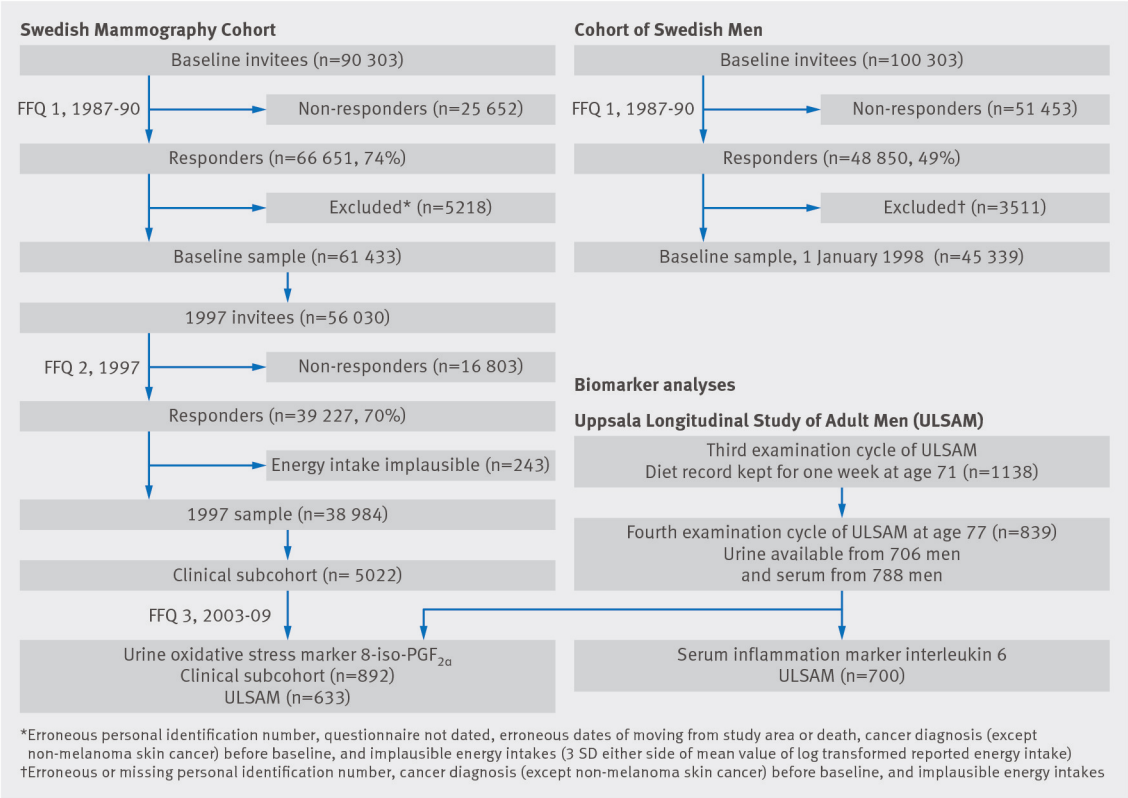 Swedish Mammography Cohort
Baseline invitees (n=90 303)
FFQ 1, 1987-90
Non-responders (n=25 652)
Responders (n=66 651, 74%)
Excluded* (n=5218)
Baseline sample (n=61 433)
1997 invitees (n=56 030)
FFQ 2, 1997
Non-responders (n=16 803)
Responders (n=39 227, 70%)
Energy intake implausible (n=243)
1997 sample (n=38 984)
Clinical subcohort (n= 5022)
FFQ 3, 2003-09
Urine oxidative stress marker 8-iso-PGF2α
Clinical subcohort (n=892)
ULSAM (n=633)
Cohort of Swedish Men
Baseline invitees (n=100 303)
FFQ 1, 1987-90
Non-responders (n=51 453)
Responders (n=48 850, 49%)
Excluded† (n=3511)
Baseline sample, 1 January 1998 (n=45 339)
Biomarker analyses
Uppsala Longitudinal Study of Adult Men (ULSAM)
Third examination cycle of ULSAM
Diet record kept for one week at age 71 (n=1138)
Fourth examination cycle of ULSAM at age 77 (n=839)
Urine available from 706 men
and serum from 788 men
Serum inflammation marker interleukin 6
ULSAM (n=700)
*Erroneous personal identification number, questionnaire not dated, erroneous dates of moving from study area or death, cancer diagnosis (except
non-melanoma skin cancer) before baseline, and implausible energy intakes (3 SD either side of mean value of log transformed reported energy intake)
†Erroneous or missing personal identification number, cancer diagnosis (except non-melanoma skin cancer) before baseline, and implausible energy intakes